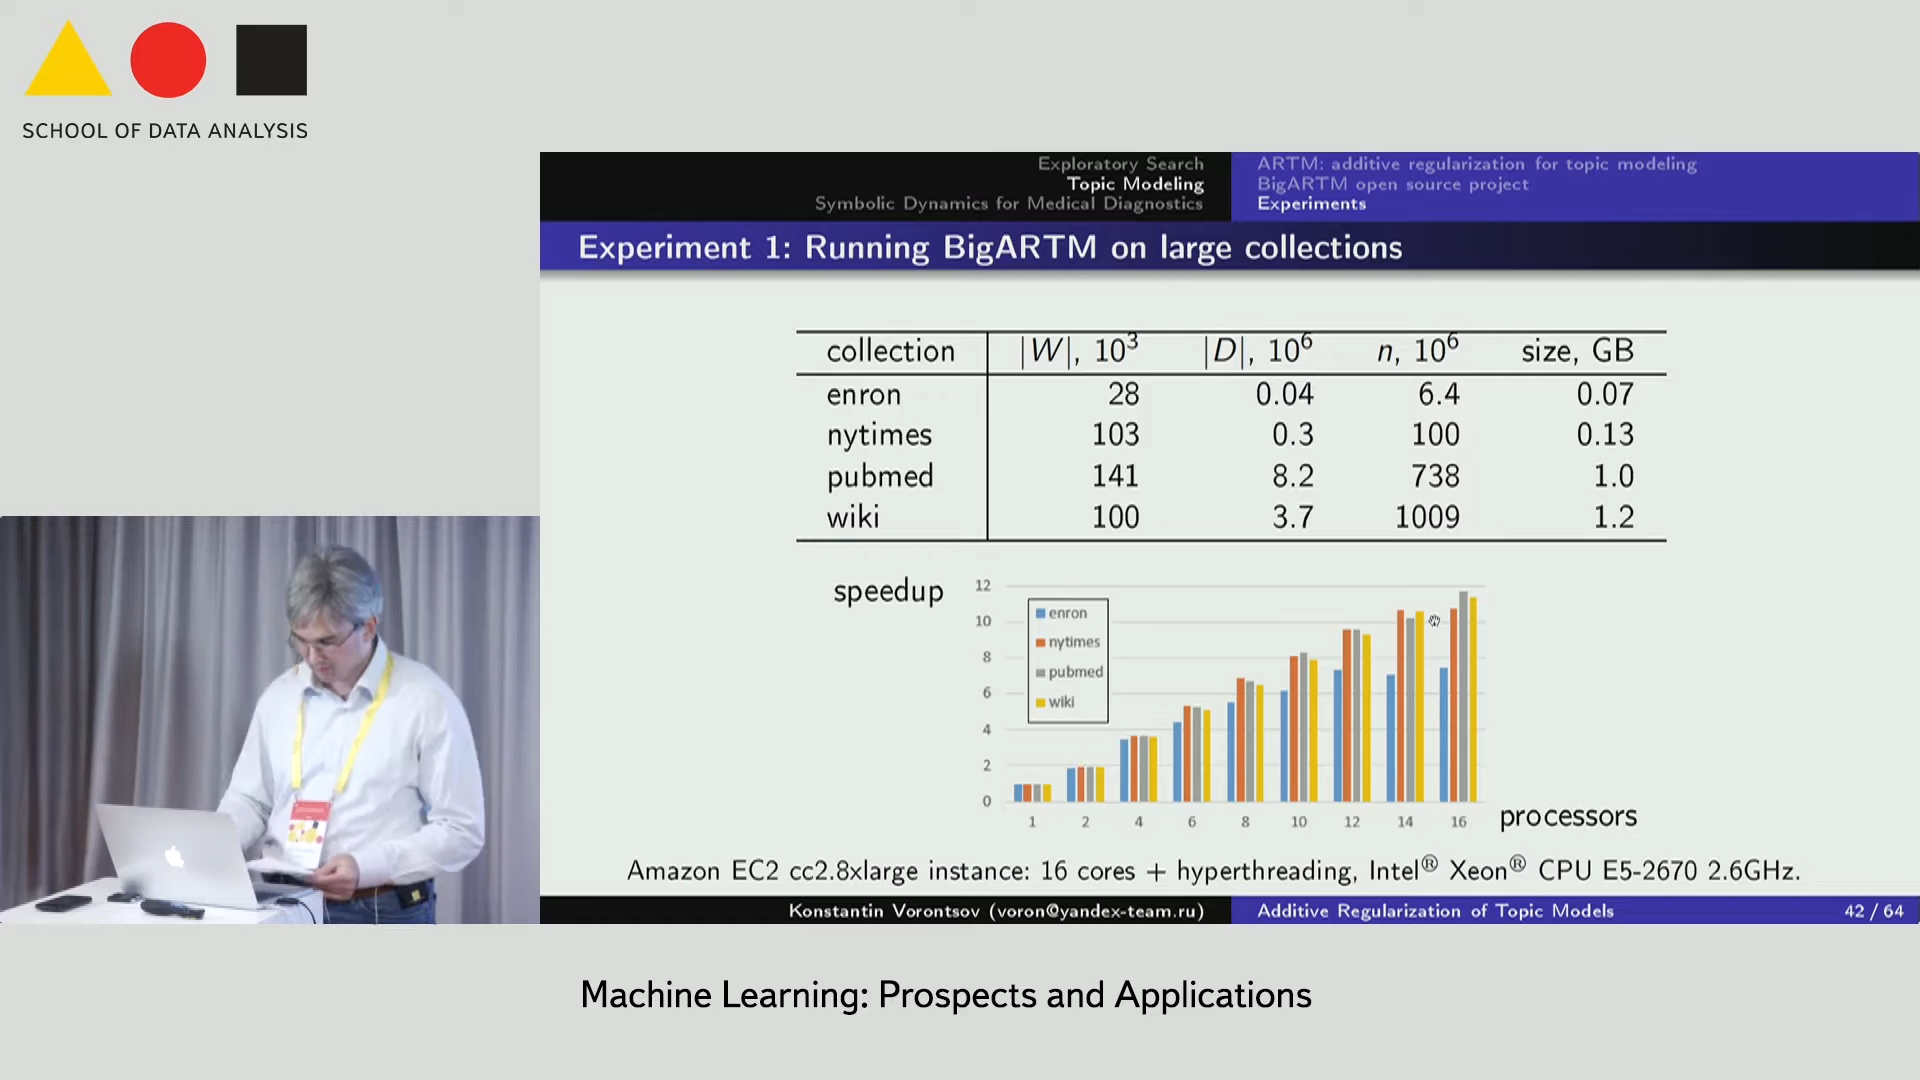 SCHOOL OF DATA ANALYSIS
Exploratory Search
Topic Modeling
Symbolic Dynamics for Medical Diagnostics
ARTM: additive regularization for topic modeling
BigARTM open source project
Experiments
Experiment 1: Running BigARTM on large collections
collection |W|, 10³ |D|, 10⁶ n, 10⁶ size, GB
enron 28 0.04 6.4 0.07
nytimes 103 0.3 100 0.13
pubmed 141 8.2 738 1.0
wiki 100 3.7 1009 1.2
speedup
12
10
8
6
4
2
0
enron
nytimes
pubmed
wiki
1 2 4 6 8 10 12 14 16
processors
Amazon EC2 cc2.8xlarge instance: 16 cores + hyperthreading, Intel® Xeon® CPU E5-2670 2.6GHz.
Konstantin Vorontsov (voron@yandex-team.ru) Additive Regularization of Topic Models 42 / 64
Machine Learning: Prospects and Applications